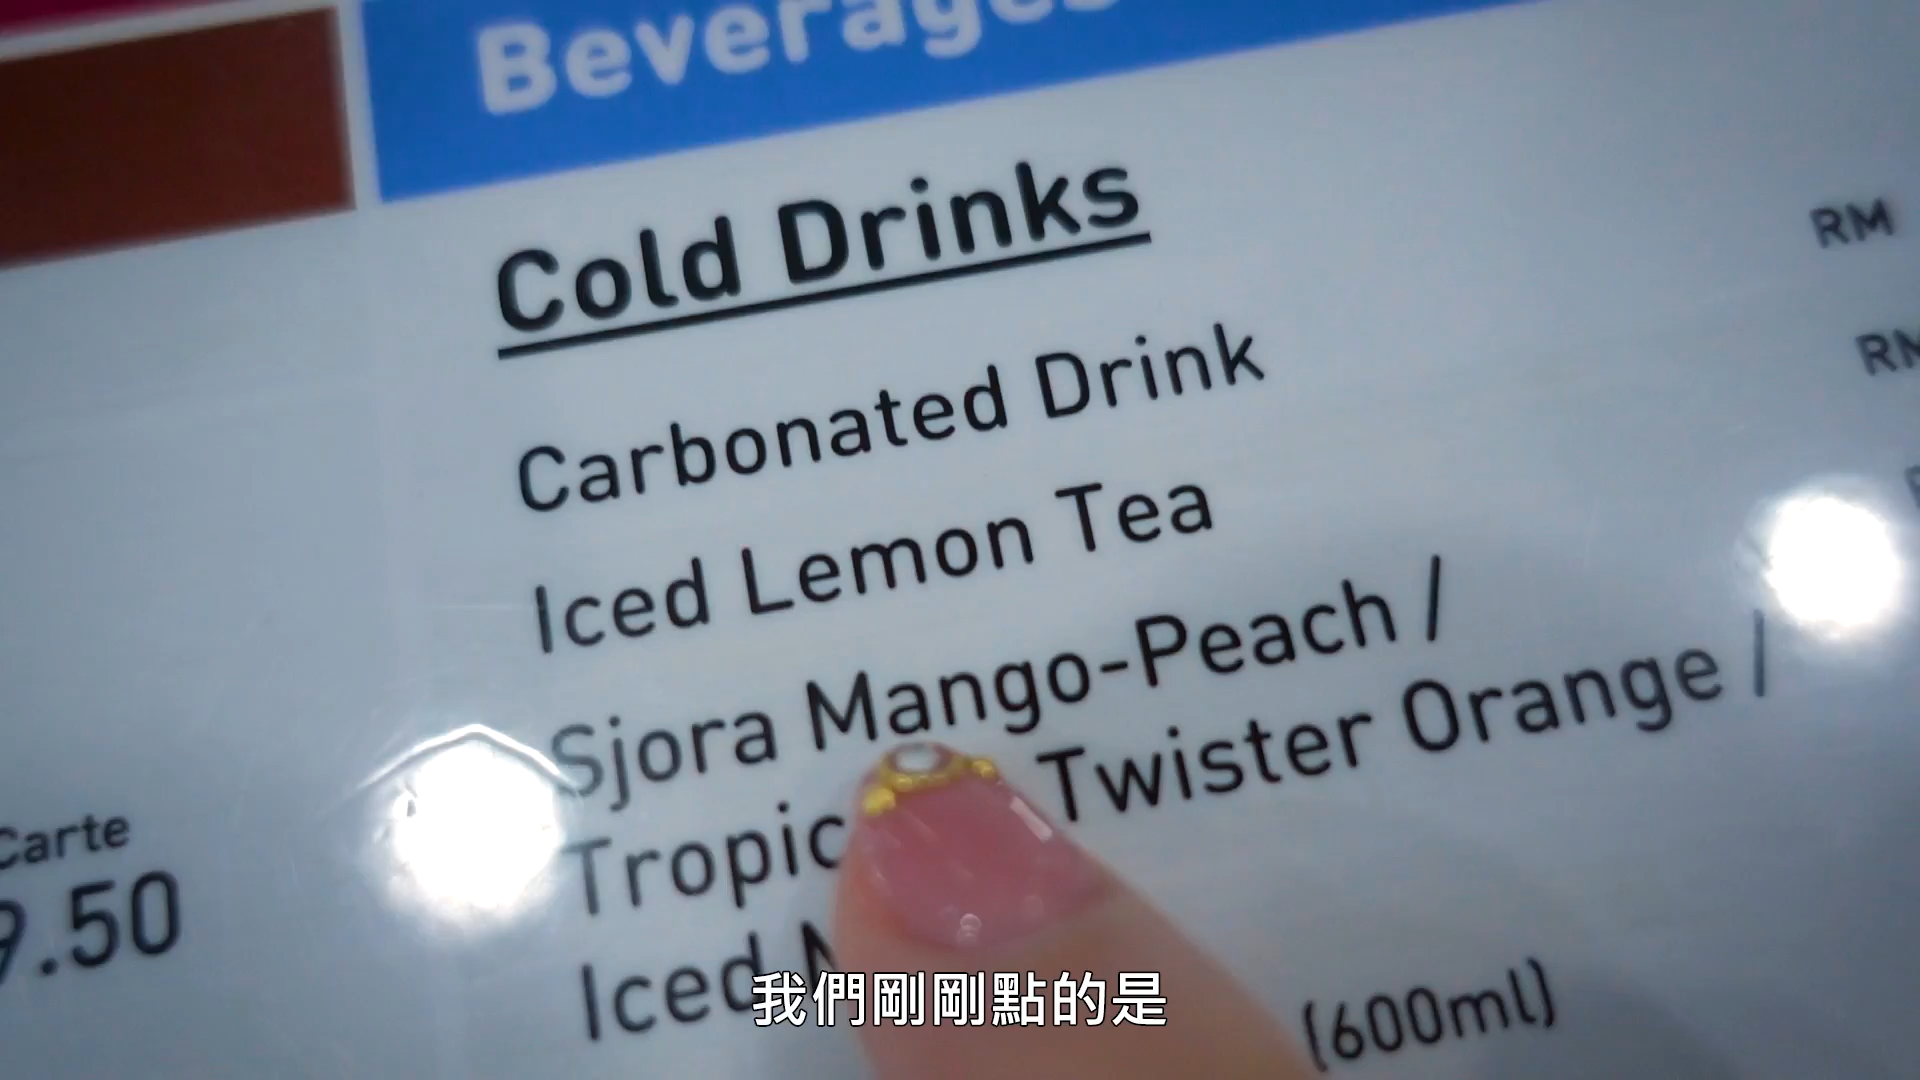 Beverages
Cold Drinks
RM
Carbonated Drink
RM
Iced Lemon Tea
Sjora Mango-Peach /
Twister Orange /
Carte
9.50
Iced
(600ml)
我們剛剛點的是